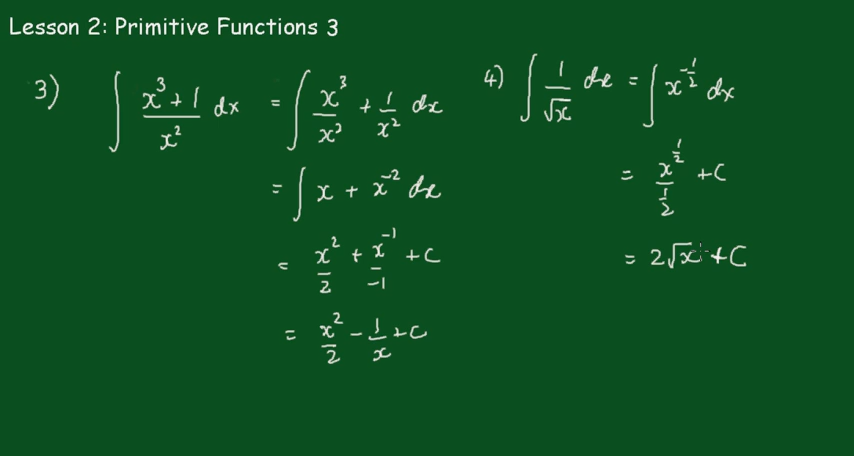 Lesson 2: Primitive Functions 3
3) ∫ (x³ + 1)/x² dx = ∫ x³/x² + 1/x² dx
= ∫ x + x⁻² dx
= x²/2 + x⁻¹/-1 + C
= x²/2 - 1/x + C
4) ∫ 1/√x dx = ∫ x^(-1/2) dx
= x^(1/2)/(1/2) + C
= 2√x + C